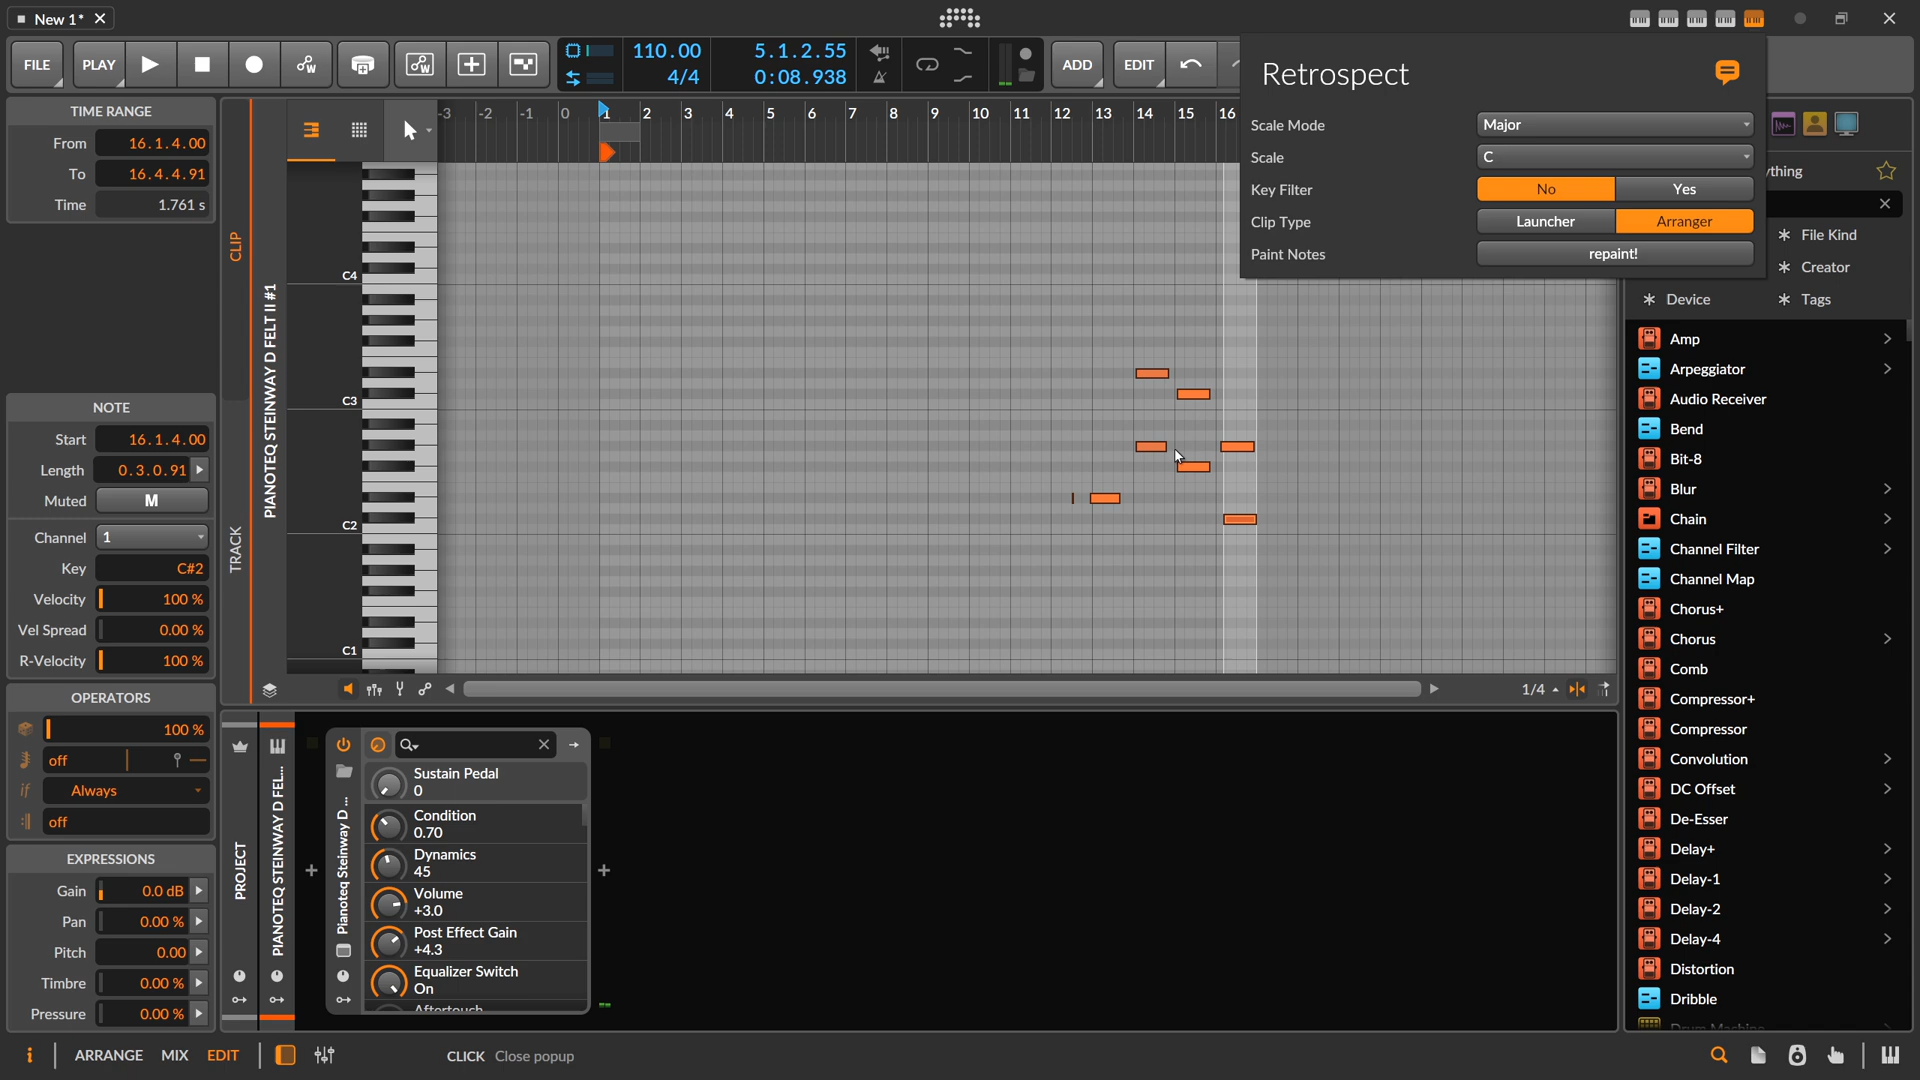 New 1*
FILE
PLAY
110.00
4/4
5.1.2.55
0:08.938
ADD
EDIT
Retrospect
Scale Mode Major
Scale C
Key Filter No Yes
Clip Type Launcher Arranger
Paint Notes repaint!
TIME RANGE
From 16.1.4.00
To 16.4.4.91
Time 1.761 s
NOTE
Start 16.1.4.00
Length 0.3.0.91
Muted M
Channel 1
Key C#2
Velocity 100 %
Vel Spread 0.00 %
R-Velocity 100 %
OPERATORS
100 %
off
if Always
off
EXPRESSIONS
Gain 0.0 dB
Pan 0.00 %
Pitch 0.00
Timbre 0.00 %
Pressure 0.00 %
CLIP
TRACK
PIANOTEQ STEINWAY D FELT II #1
-3 -2 -1 0 1 2 3 4 5 6 7 8 9 10 11 12 13 14 15 16
C4
C3
C2
C1
1/4
PROJECT
PIANOTEQ STEINWAY D FEL...
Pianoteq Steinway D ...
Sustain Pedal
0
Condition
0.70
Dynamics
45
Volume
+3.0
Post Effect Gain
+4.3
Equalizer Switch
On
Aftertouch
ything
File Kind
Creator
Device
Tags
Amp
Arpeggiator
Audio Receiver
Bend
Bit-8
Blur
Chain
Channel Filter
Channel Map
Chorus+
Chorus
Comb
Compressor+
Compressor
Convolution
DC Offset
De-Esser
Delay+
Delay-1
Delay-2
Delay-4
Distortion
Dribble
Drum Machine
i ARRANGE MIX EDIT
CLICK Close popup